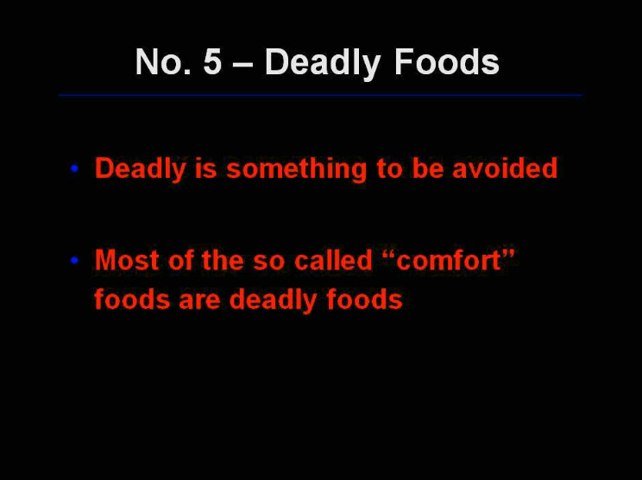 No. 5 – Deadly Foods
• Deadly is something to be avoided
• Most of the so called “comfort”
foods are deadly foods